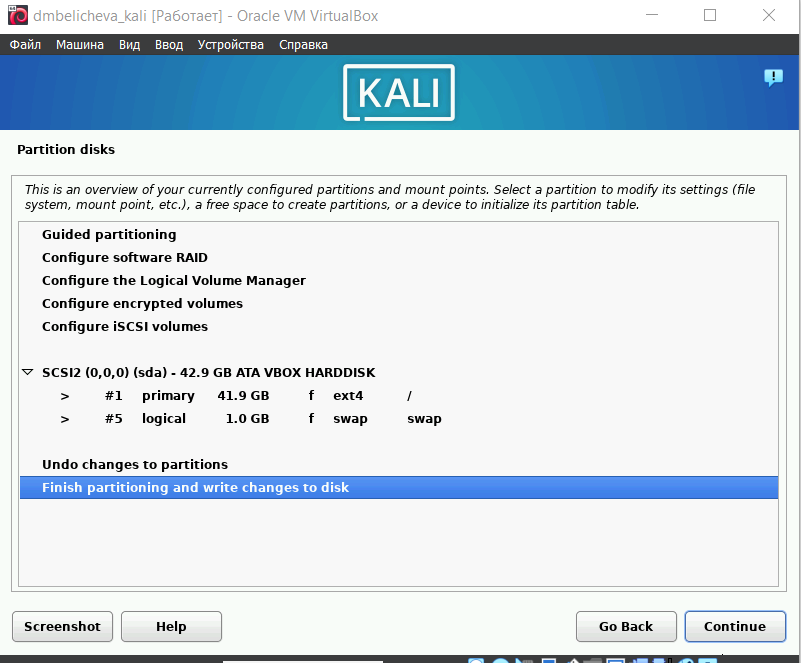 dmbelicheva_kali [Работает] - Oracle VM VirtualBox
Файл Машина Вид Ввод Устройства Справка
KALI
Partition disks
This is an overview of your currently configured partitions and mount points. Select a partition to modify its settings (file
system, mount point, etc.), a free space to create partitions, or a device to initialize its partition table.
Guided partitioning
Configure software RAID
Configure the Logical Volume Manager
Configure encrypted volumes
Configure iSCSI volumes
SCSI2 (0,0,0) (sda) - 42.9 GB ATA VBOX HARDDISK
> #1 primary 41.9 GB f ext4 /
> #5 logical 1.0 GB f swap swap
Undo changes to partitions
Finish partitioning and write changes to disk
Screenshot Help Go Back Continue